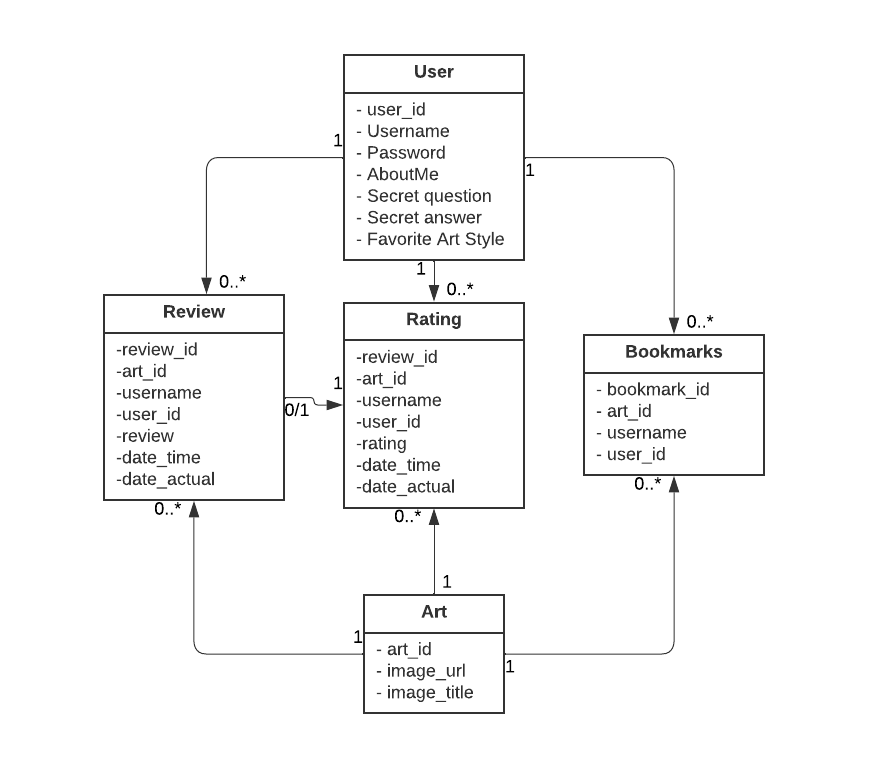 User
- user_id
- Username
- Password
- AboutMe
- Secret question
- Secret answer
- Favorite Art Style
1
1
1
0..*
0..*
0..*
Review
-review_id
-art_id
-username
-user_id
-review
-date_time
-date_actual
0/1
1
Rating
-review_id
-art_id
-username
-user_id
-rating
-date_time
-date_actual
Bookmarks
- bookmark_id
- art_id
- username
- user_id
0..*
0..*
0..*
1
1
1
Art
- art_id
- image_url
- image_title